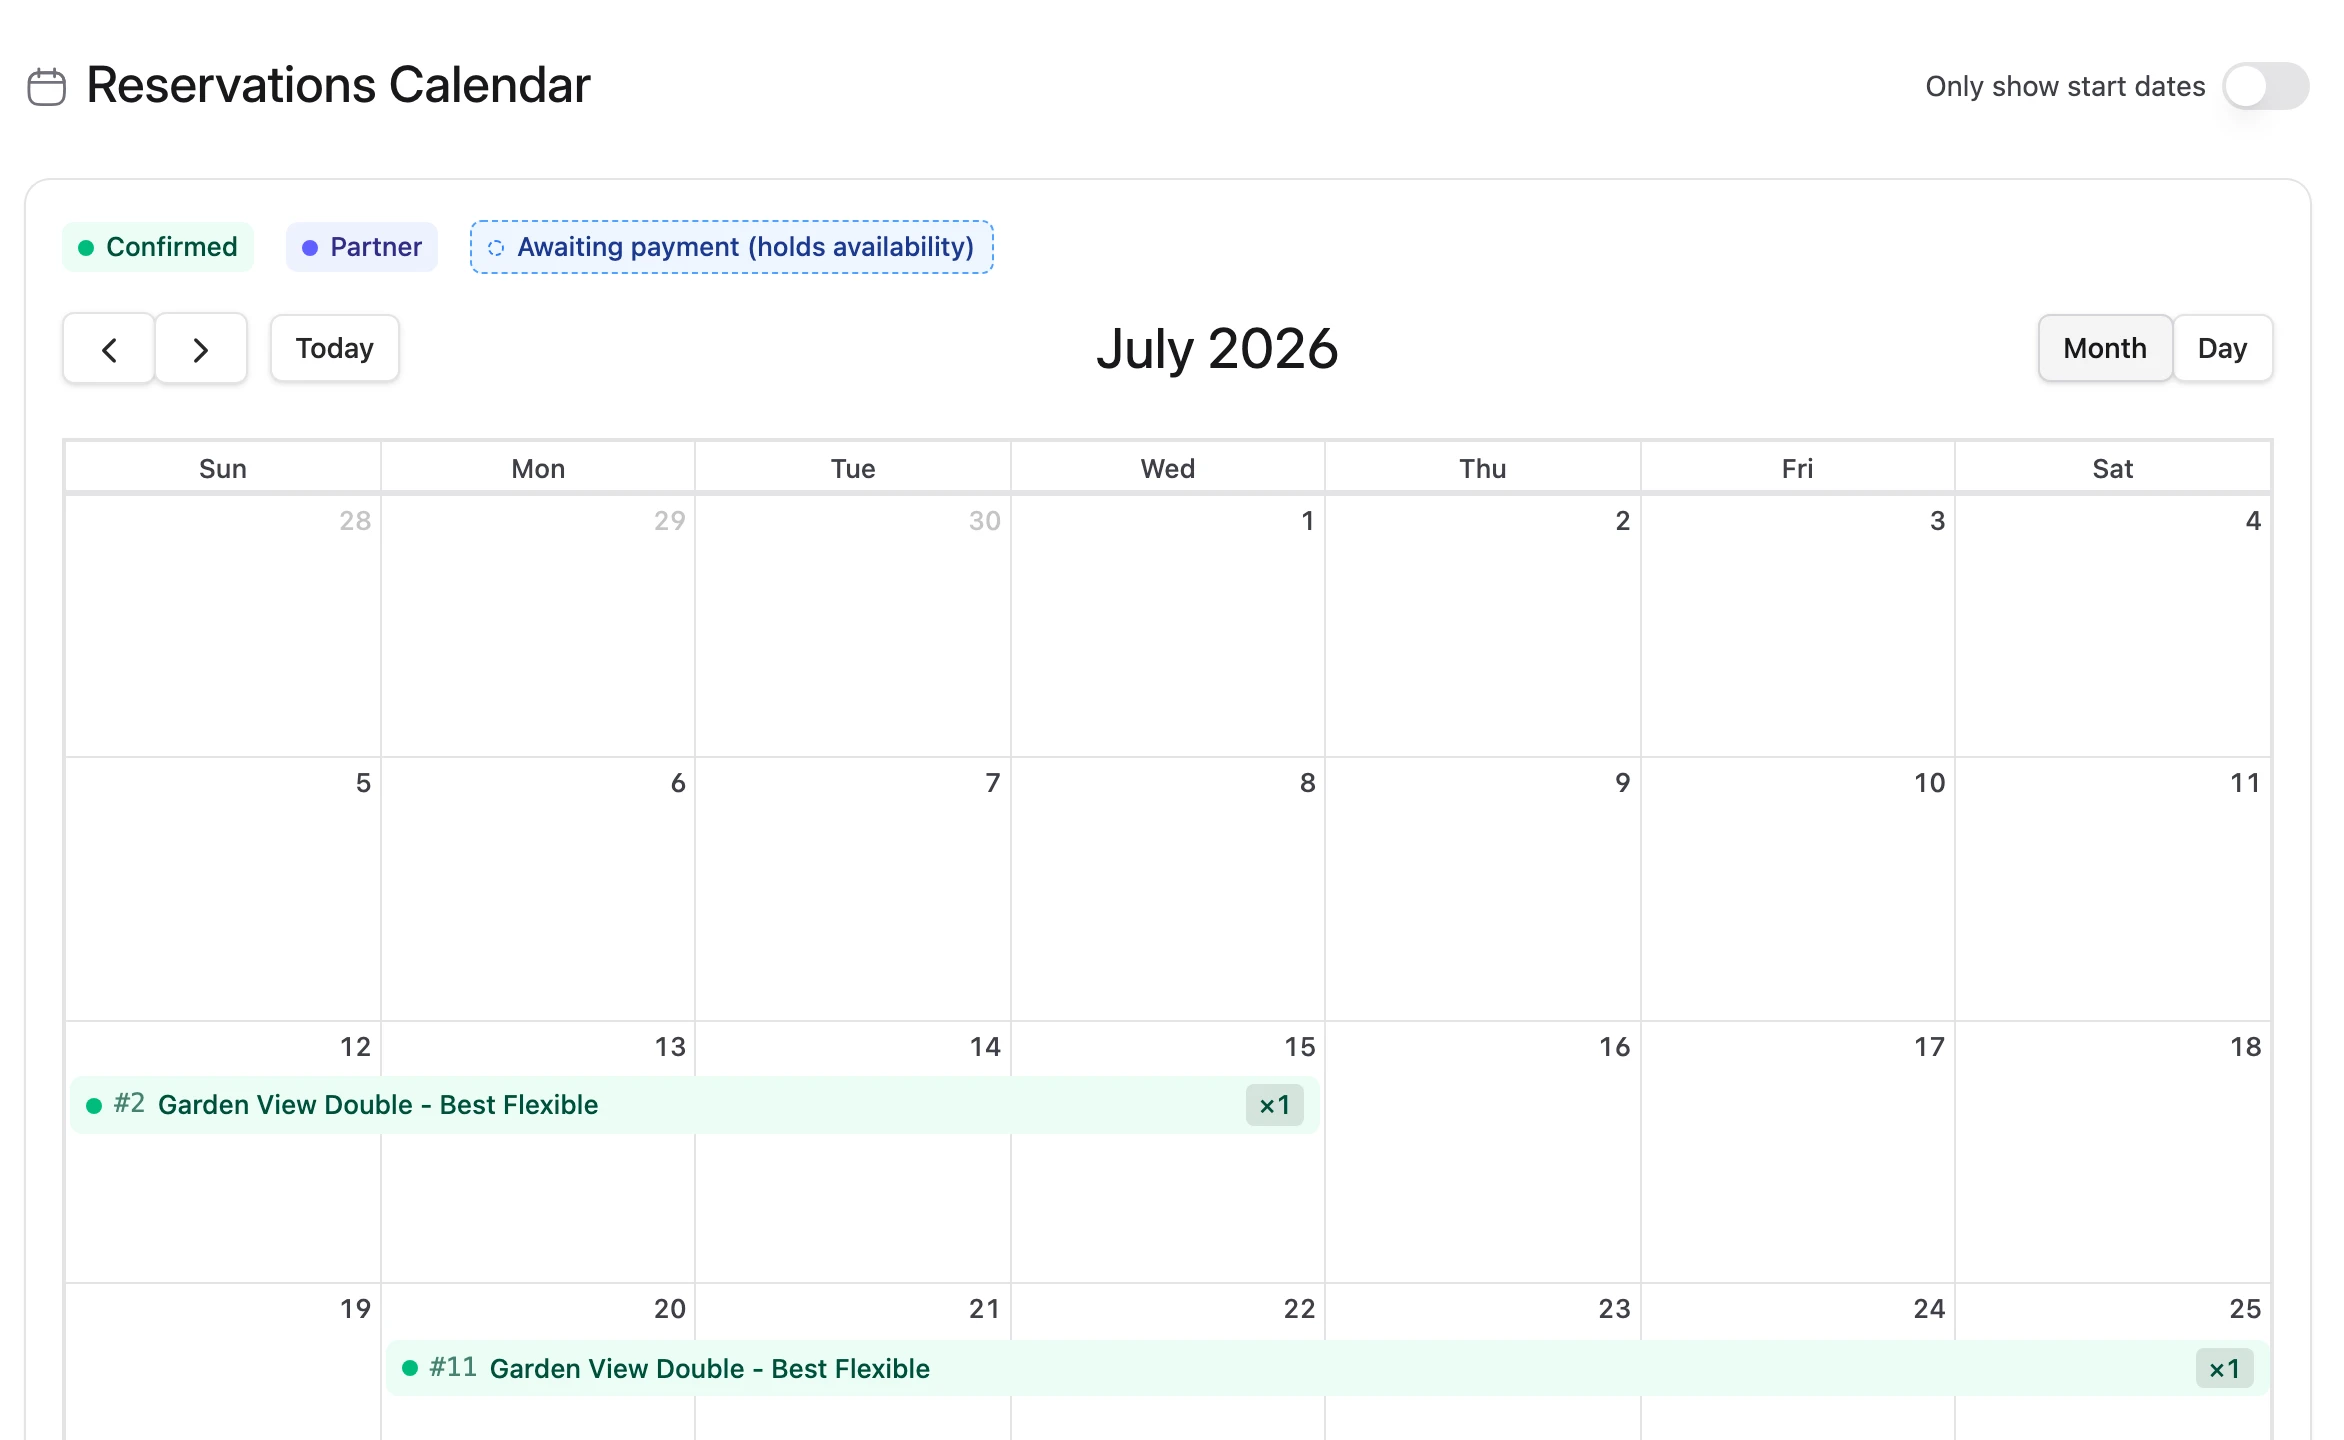 Reservations Calendar
Only show start dates
Confirmed
Partner
Awaiting payment (holds availability)
Today
July 2026
Month
Day
Sun Mon Tue Wed Thu Fri Sat
28 29 30 1 2 3 4
5 6 7 8 9 10 11
12 13 14 15 16 17 18
#2 Garden View Double - Best Flexible ×1
19 20 21 22 23 24 25
#11 Garden View Double - Best Flexible ×1